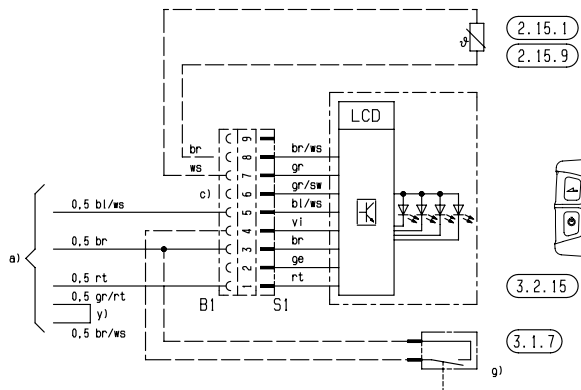 ϑ
2.15.1
2.15.9
LCD
br
ws
c)
9
8
7
6
5
4
3
2
1
br/ws
gr
gr/sw
bl/ws
vi
br
ge
rt
a)
0,5 bl/ws
0,5 br
0,5 rt
0,5 gr/rt
y)
0,5 br/ws
B1
S1
3.2.15
3.1.7
g)